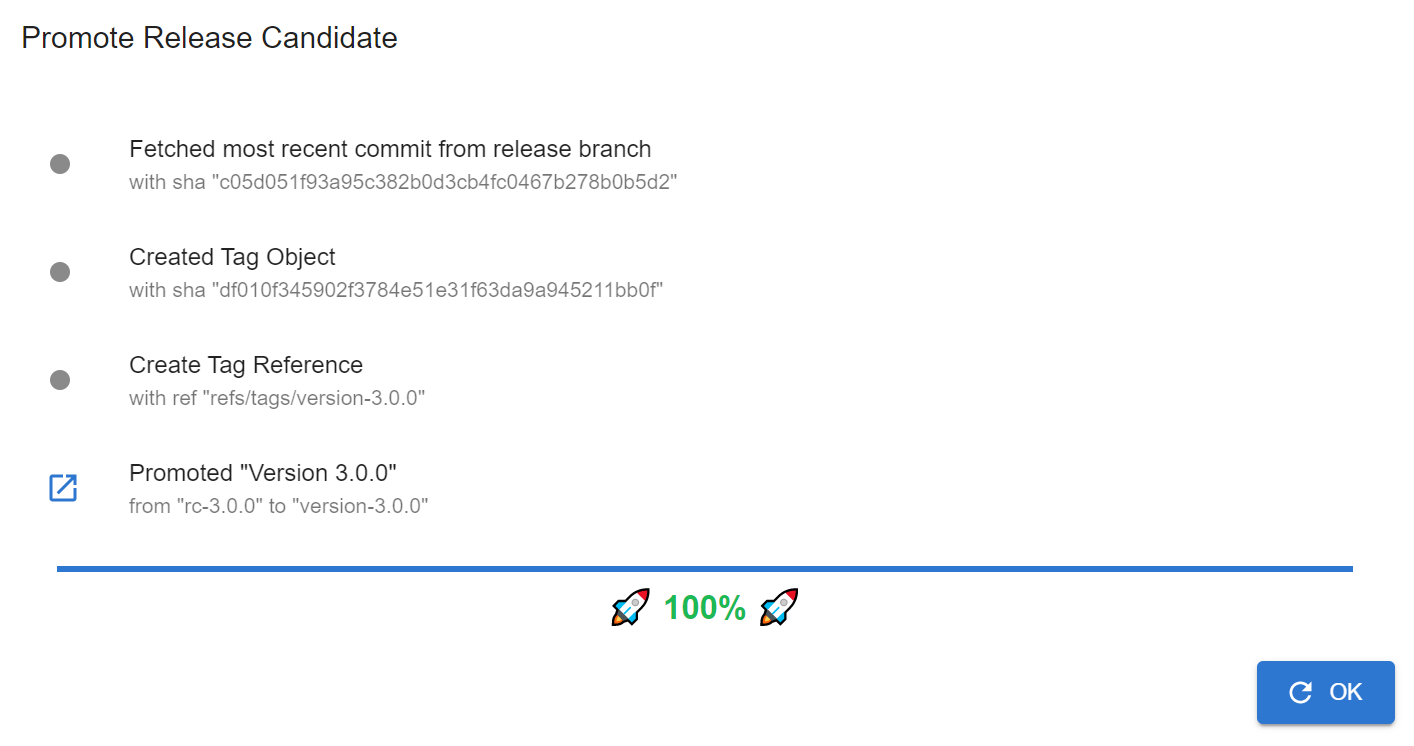 Promote Release Candidate
Fetched most recent commit from release branch
with sha "c05d051f93a95c382b0d3cb4fc0467b278b0b5d2"
Created Tag Object
with sha "df010f345902f3784e51e31f63da9a945211bb0f"
Create Tag Reference
with ref "refs/tags/version-3.0.0"
Promoted "Version 3.0.0"
from "rc-3.0.0" to "version-3.0.0"
🚀 100% 🚀
OK